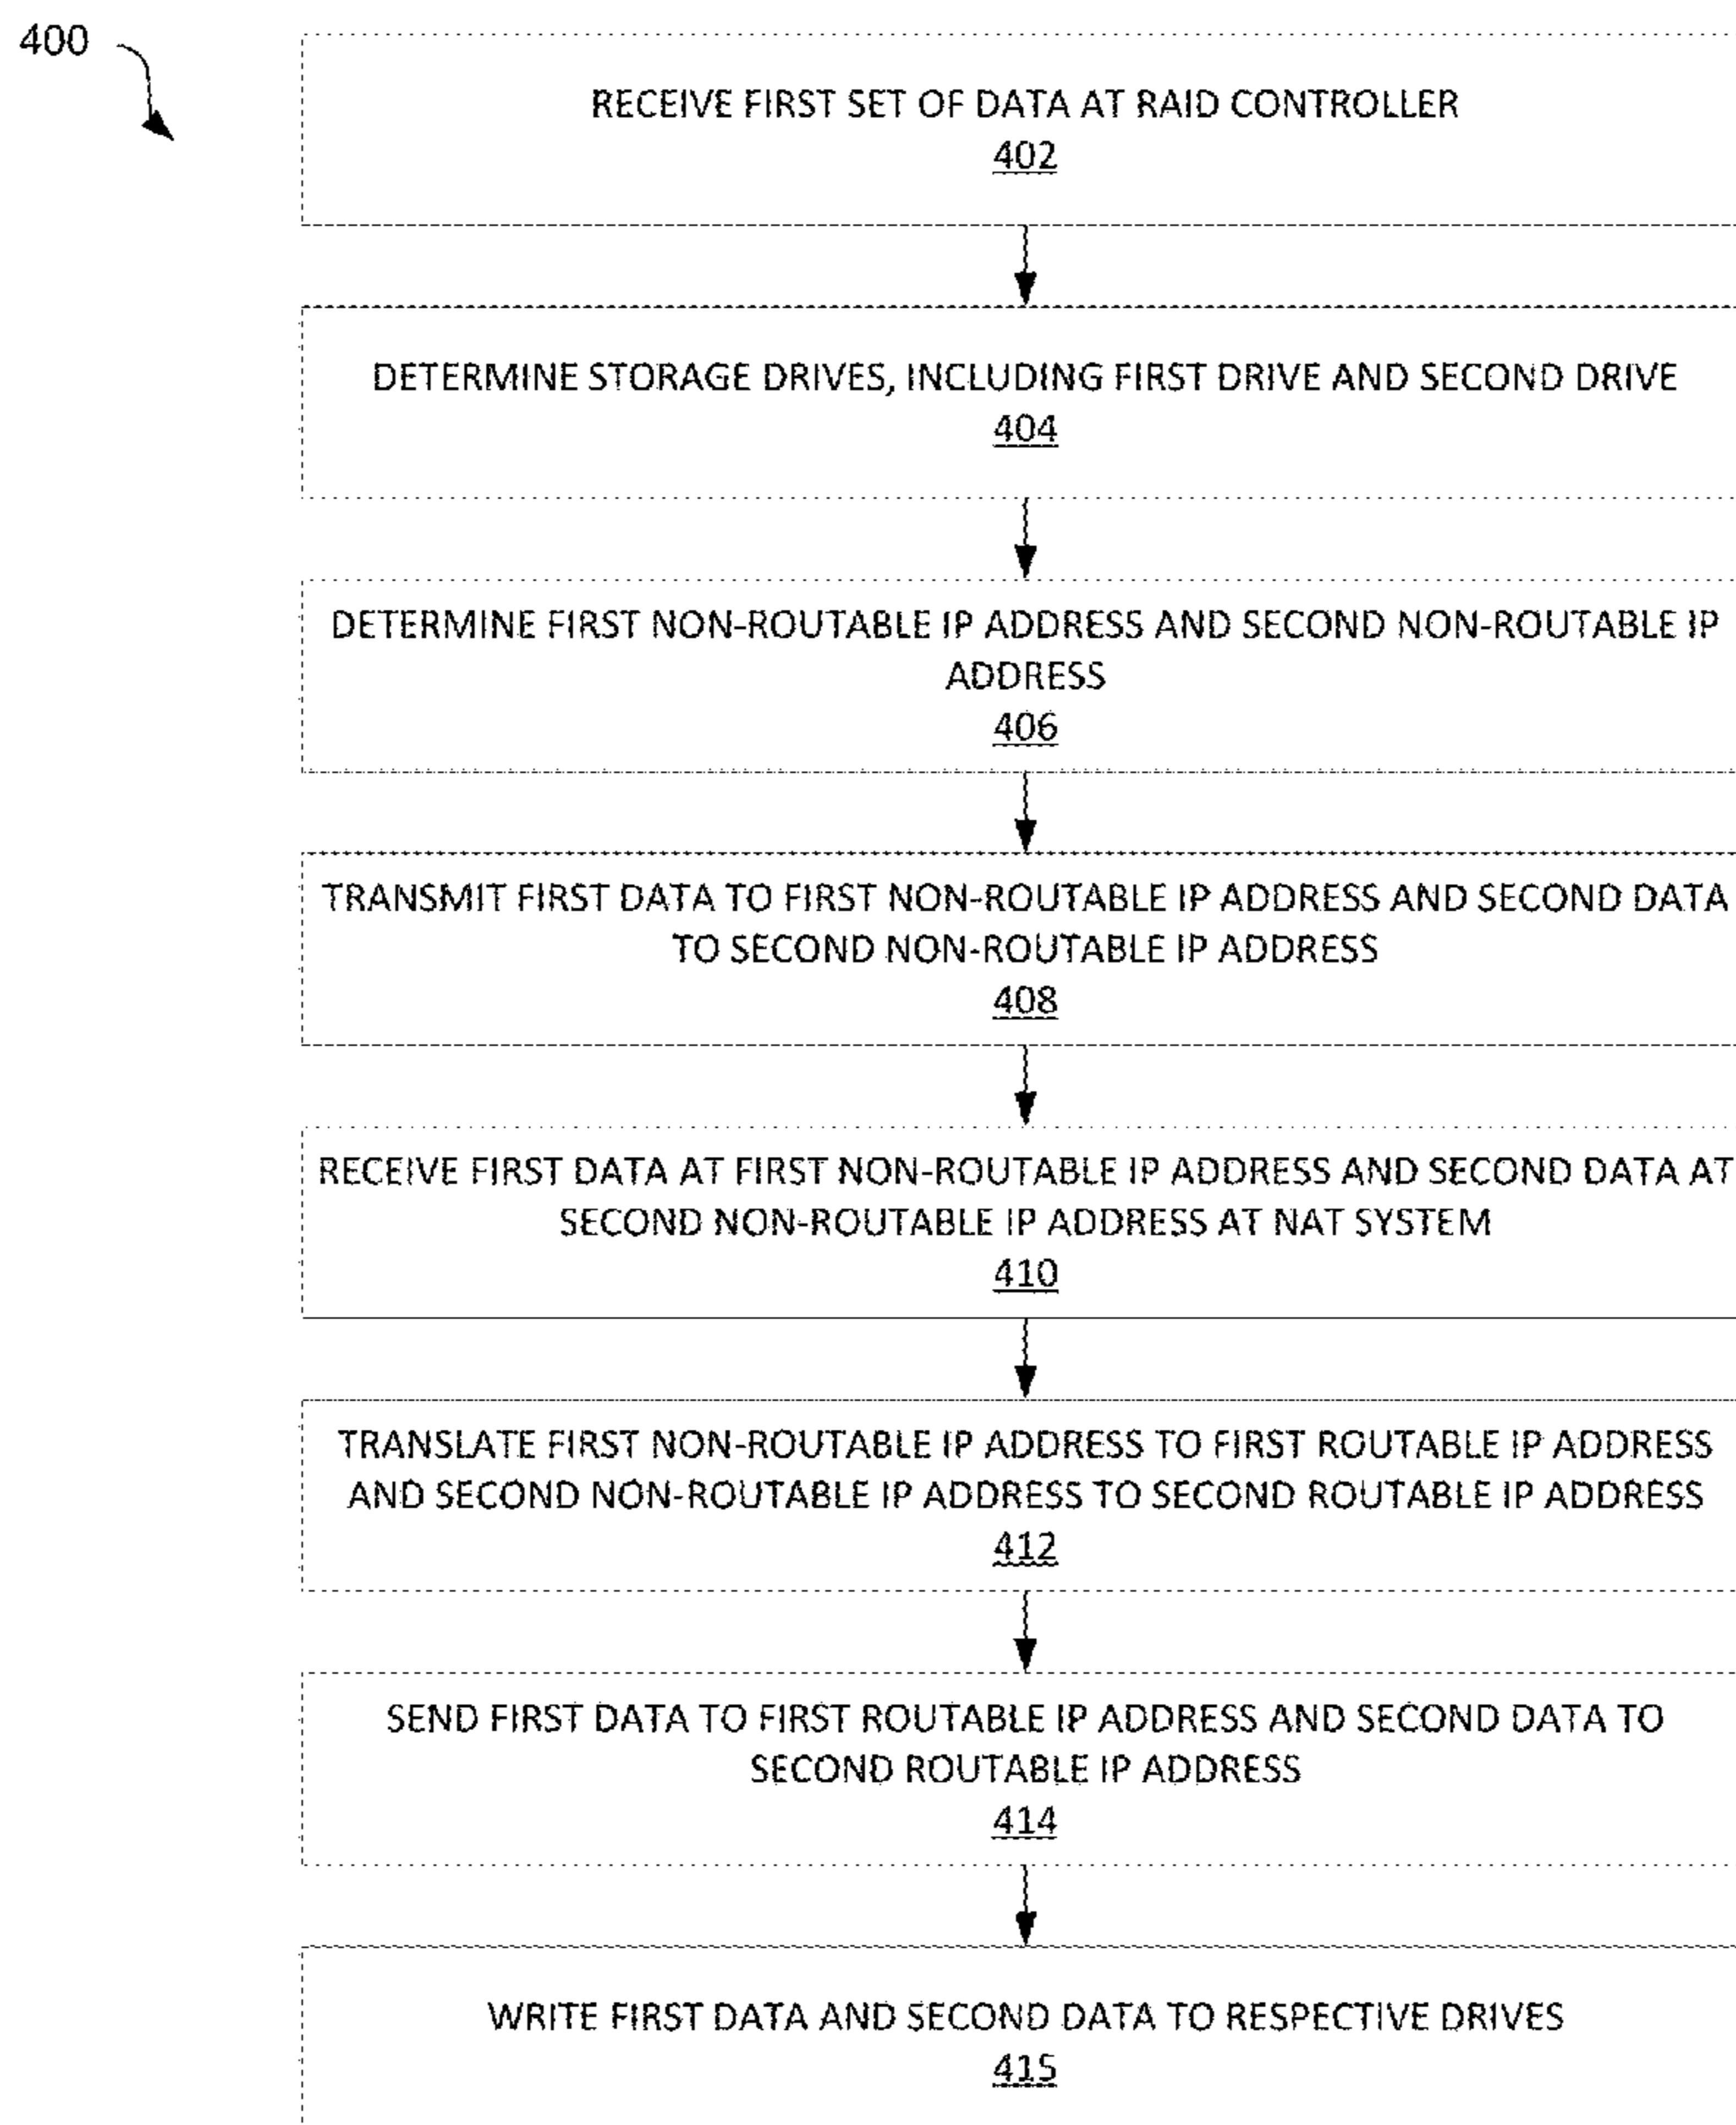 400
RECEIVE FIRST SET OF DATA AT RAID CONTROLLER
402
DETERMINE STORAGE DRIVES, INCLUDING FIRST DRIVE AND SECOND DRIVE
404
DETERMINE FIRST NON-ROUTABLE IP ADDRESS AND SECOND NON-ROUTABLE IP
ADDRESS
406
TRANSMIT FIRST DATA TO FIRST NON-ROUTABLE IP ADDRESS AND SECOND DATA
TO SECOND NON-ROUTABLE IP ADDRESS
408
RECEIVE FIRST DATA AT FIRST NON-ROUTABLE IP ADDRESS AND SECOND DATA AT
SECOND NON-ROUTABLE IP ADDRESS AT NAT SYSTEM
410
TRANSLATE FIRST NON-ROUTABLE IP ADDRESS TO FIRST ROUTABLE IP ADDRESS
AND SECOND NON-ROUTABLE IP ADDRESS TO SECOND ROUTABLE IP ADDRESS
412
SEND FIRST DATA TO FIRST ROUTABLE IP ADDRESS AND SECOND DATA TO
SECOND ROUTABLE IP ADDRESS
414
WRITE FIRST DATA AND SECOND DATA TO RESPECTIVE DRIVES
415